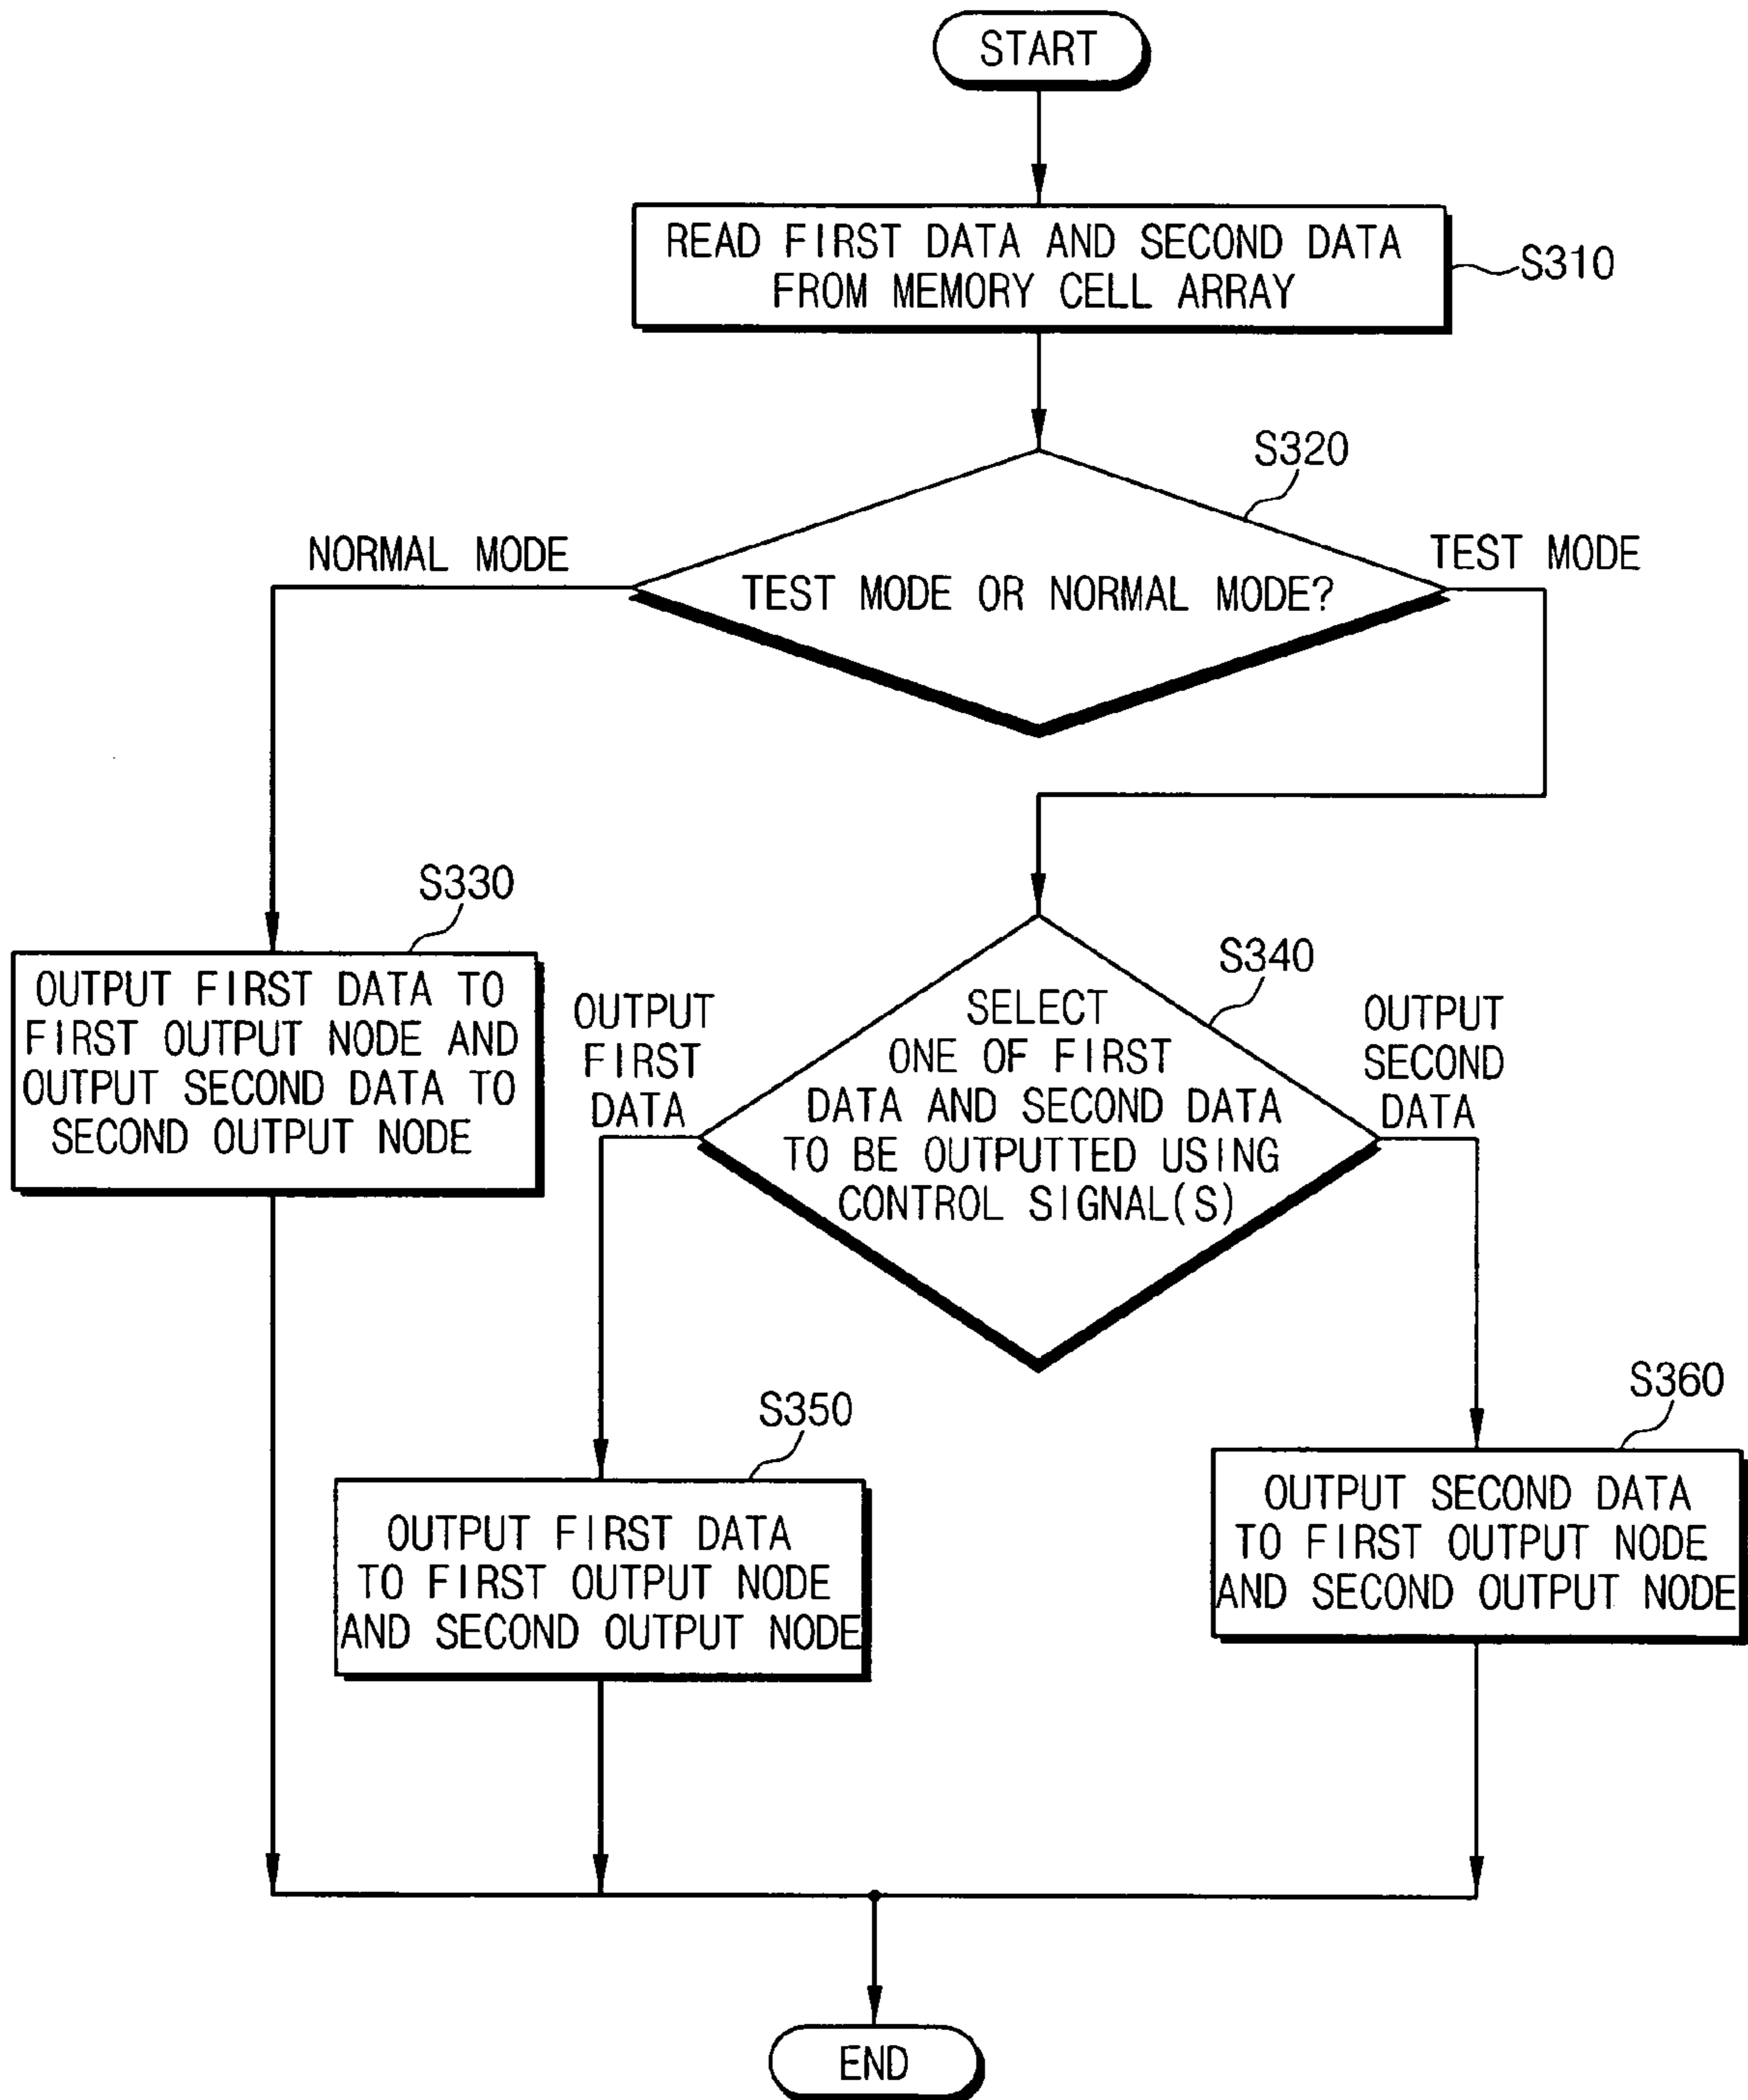 START
READ FIRST DATA AND SECOND DATA
FROM MEMORY CELL ARRAY
S310
S320
NORMAL MODE
TEST MODE
TEST MODE OR NORMAL MODE?
S330
OUTPUT FIRST DATA TO
FIRST OUTPUT NODE AND
OUTPUT SECOND DATA TO
SECOND OUTPUT NODE
S340
OUTPUT
FIRST
DATA
SELECT
ONE OF FIRST
DATA AND SECOND DATA
TO BE OUTPUTTED USING
CONTROL SIGNAL(S)
OUTPUT
SECOND
DATA
S350
OUTPUT FIRST DATA
TO FIRST OUTPUT NODE
AND SECOND OUTPUT NODE
S360
OUTPUT SECOND DATA
TO FIRST OUTPUT NODE
AND SECOND OUTPUT NODE
END